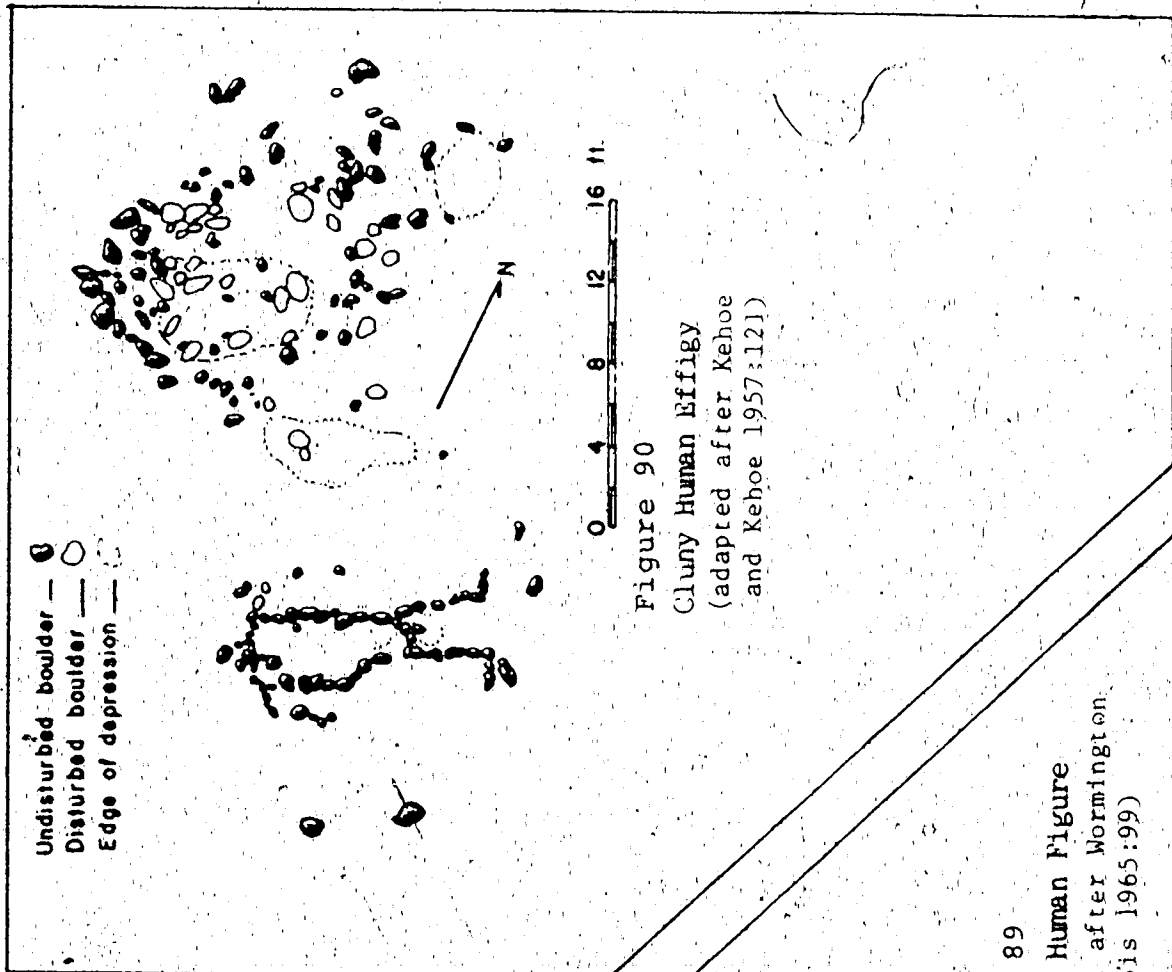 Undisturbed boulder
Disturbed boulder
Edge of depression
N
0 4 8 12 16 ft.
Figure 90
Cluny Human Effigy
(adapted after Kehoe
and Kehoe 1957:121)
89
Human Figure
after Wormington
is 1965:99)